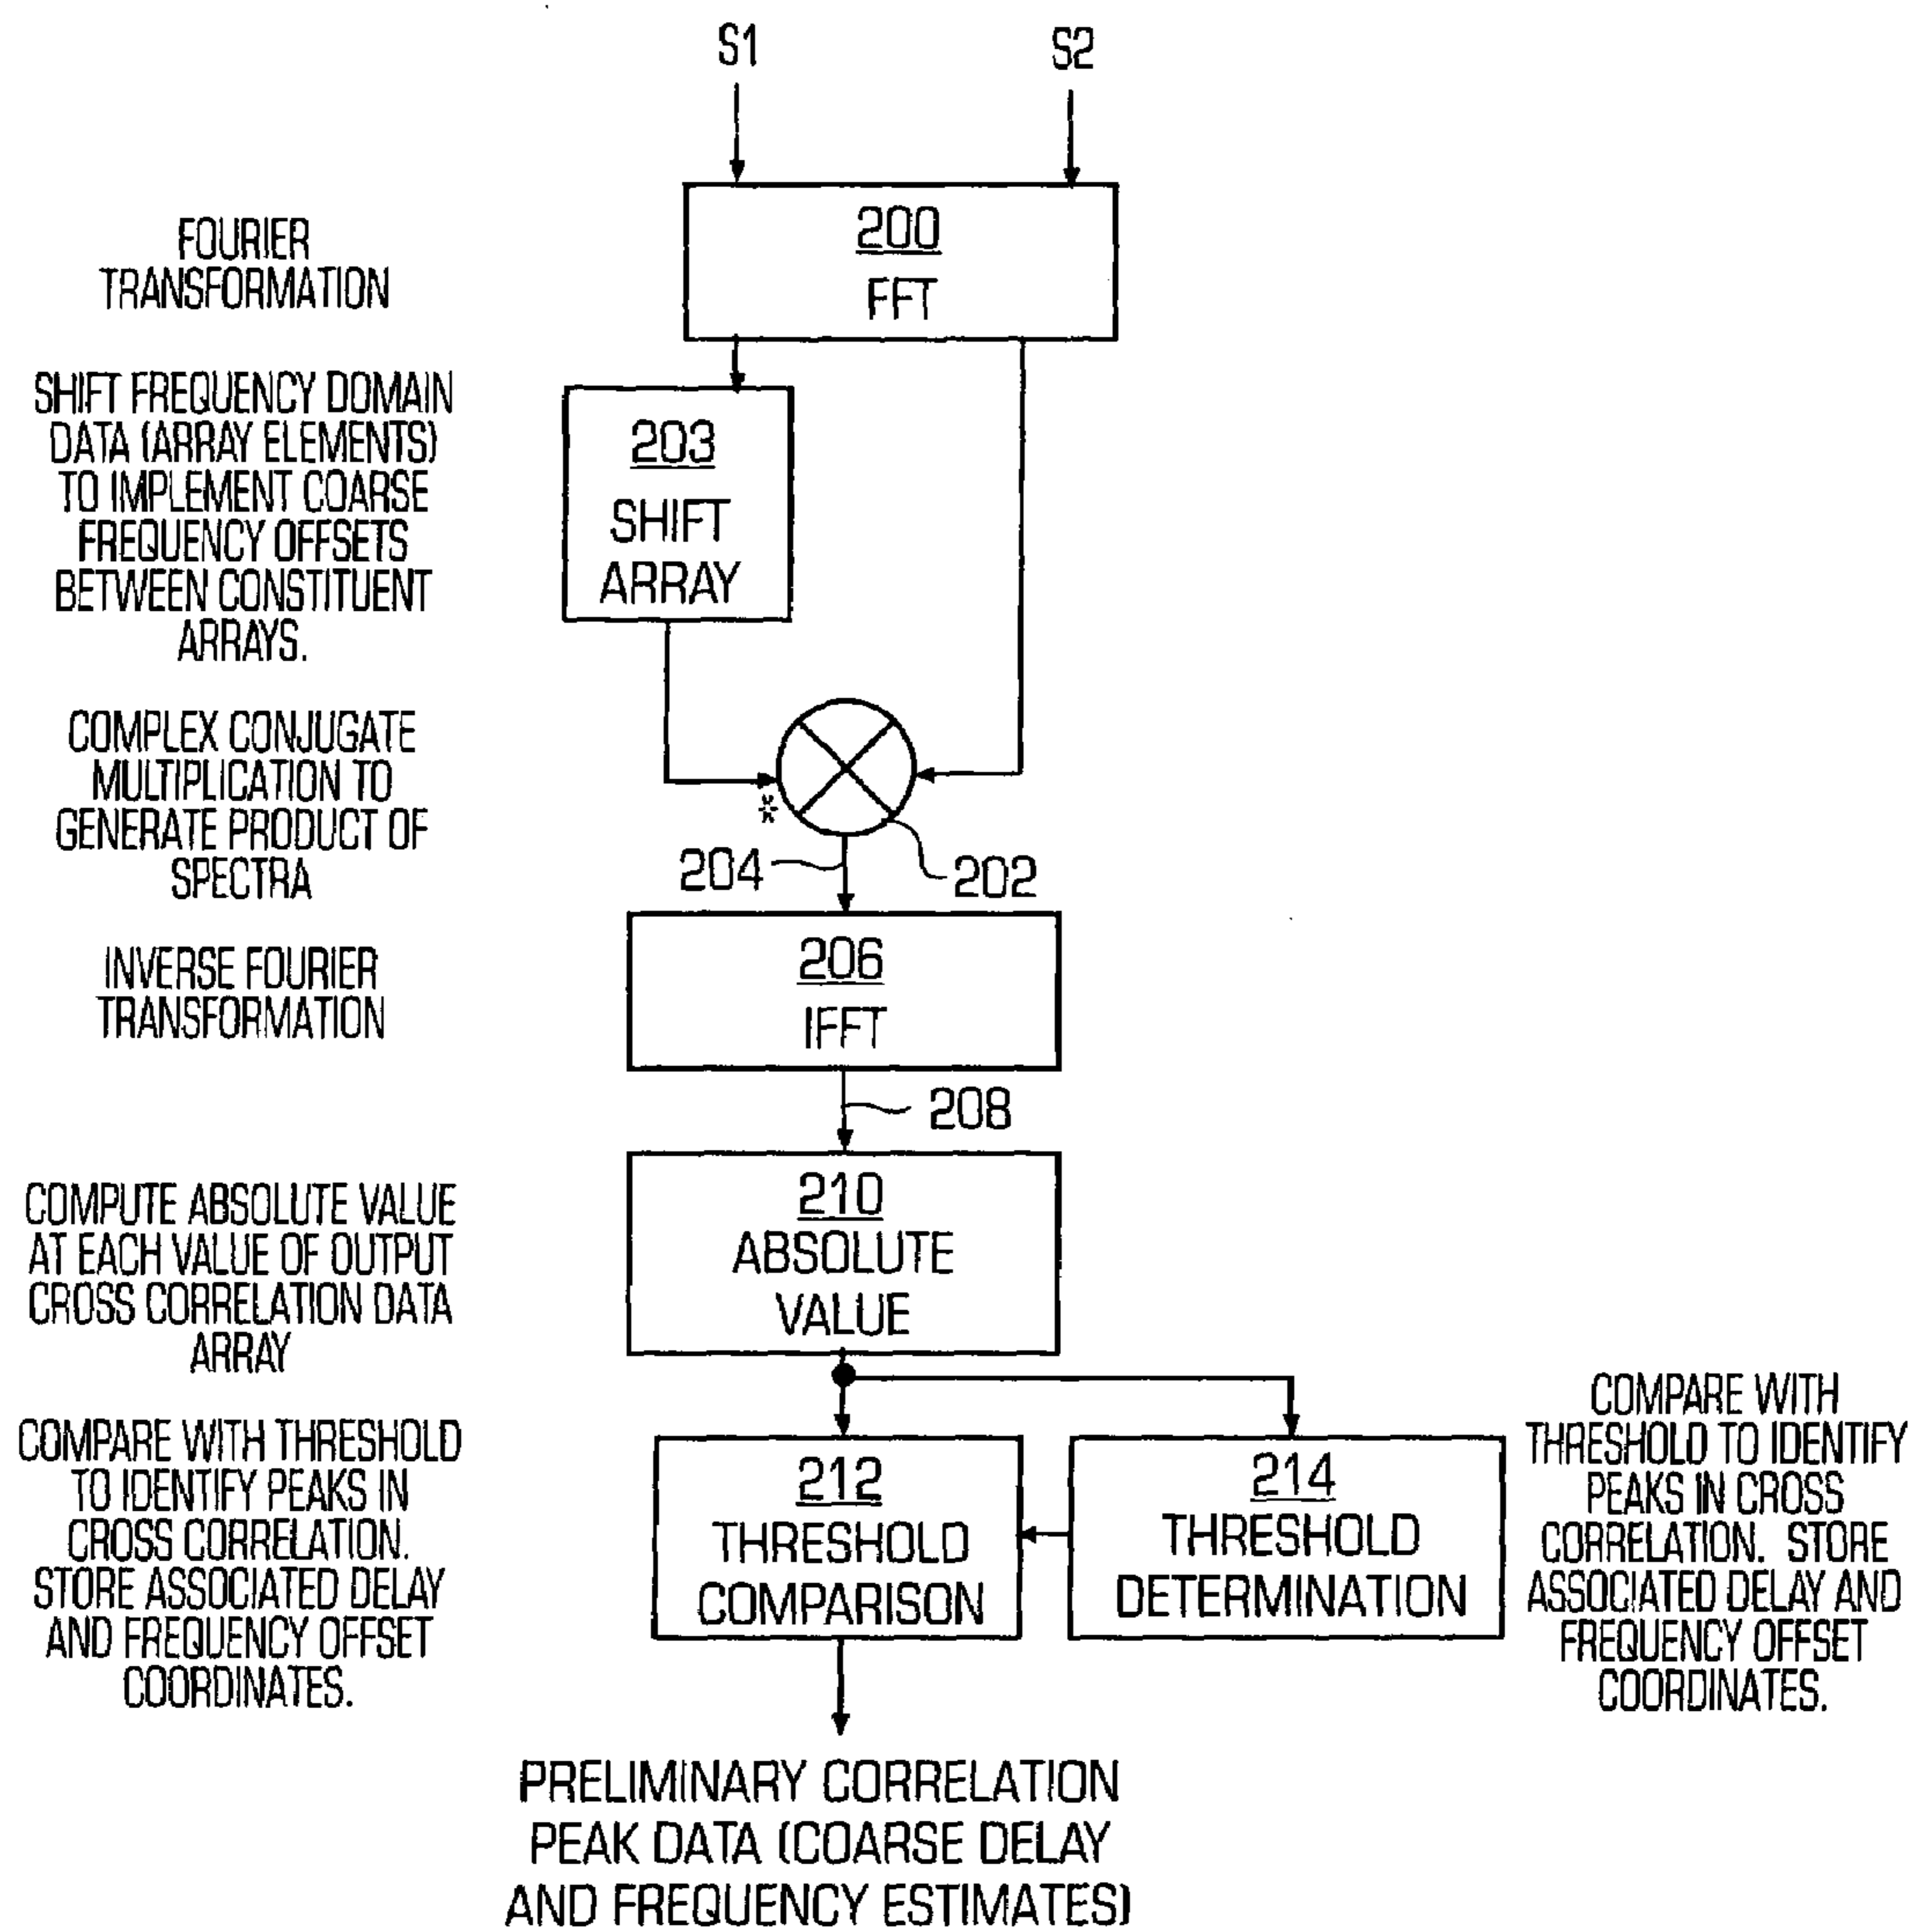 S1
S2
FOURIER
TRANSFORMATION
200
FFT
SHIFT FREQUENCY DOMAIN
DATA (ARRAY ELEMENTS)
TO IMPLEMENT COARSE
FREQUENCY OFFSETS
BETWEEN CONSTITUENT
ARRAYS.
203
SHIFT
ARRAY
COMPLEX CONJUGATE
MULTIPLICATION TO
GENERATE PRODUCT OF
SPECTRA
*
204
202
INVERSE FOURIER
TRANSFORMATION
206
IFFT
208
COMPUTE ABSOLUTE VALUE
AT EACH VALUE OF OUTPUT
CROSS CORRELATION DATA
ARRAY
210
ABSOLUTE
VALUE
COMPARE WITH THRESHOLD
TO IDENTIFY PEAKS IN
CROSS CORRELATION.
STORE ASSOCIATED DELAY
AND FREQUENCY OFFSET
COORDINATES.
212
THRESHOLD
COMPARISON
214
THRESHOLD
DETERMINATION
COMPARE WITH
THRESHOLD TO IDENTIFY
PEAKS IN CROSS
CORRELATION. STORE
ASSOCIATED DELAY AND
FREQUENCY OFFSET
COORDINATES.
PRELIMINARY CORRELATION
PEAK DATA (COARSE DELAY
AND FREQUENCY ESTIMATES)